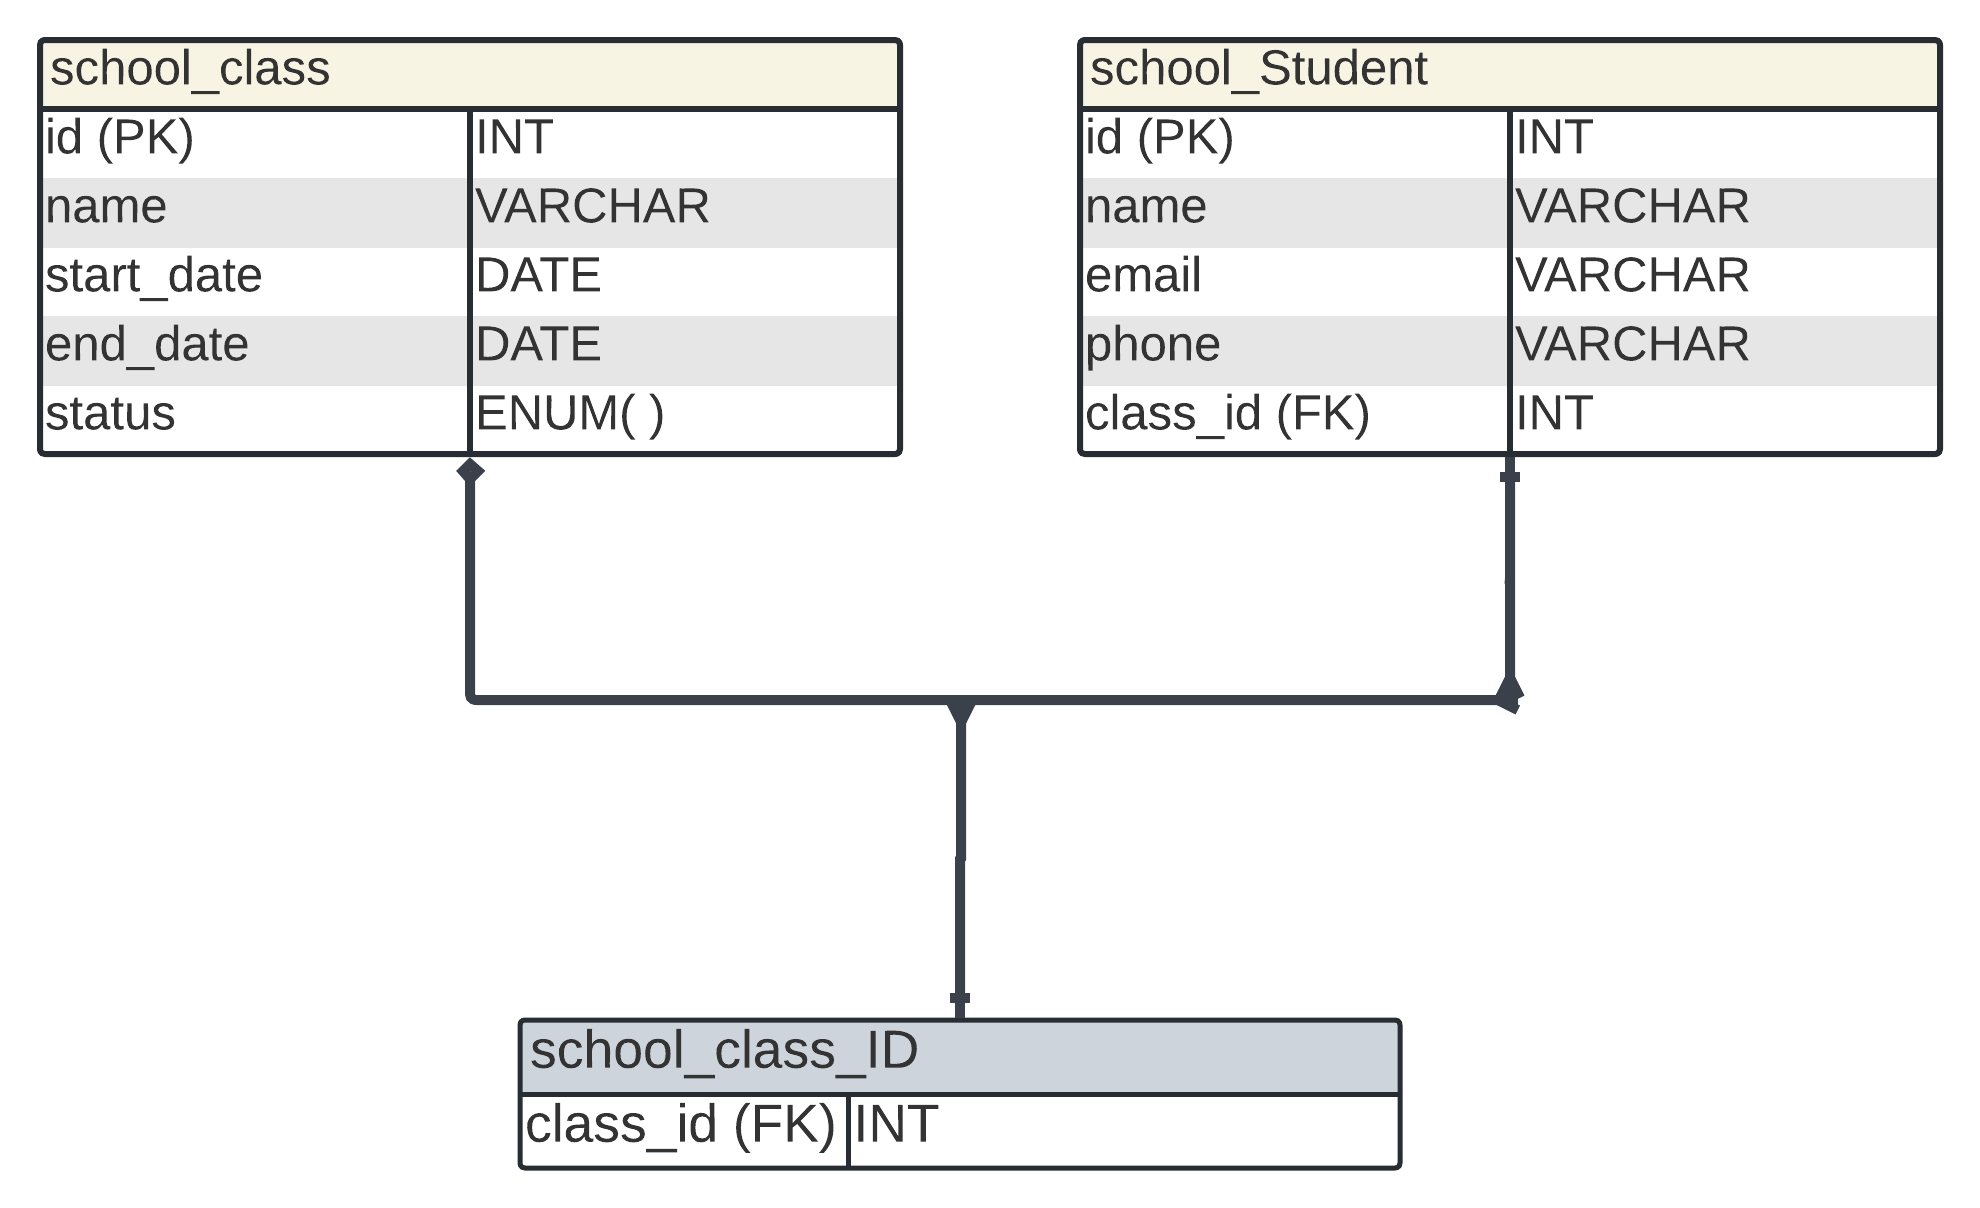 school_class
id (PK) INT
name VARCHAR
start_date DATE
end_date DATE
status ENUM( )
school_Student
id (PK) INT
name VARCHAR
email VARCHAR
phone VARCHAR
class_id (FK) INT
school_class_ID
class_id (FK) INT